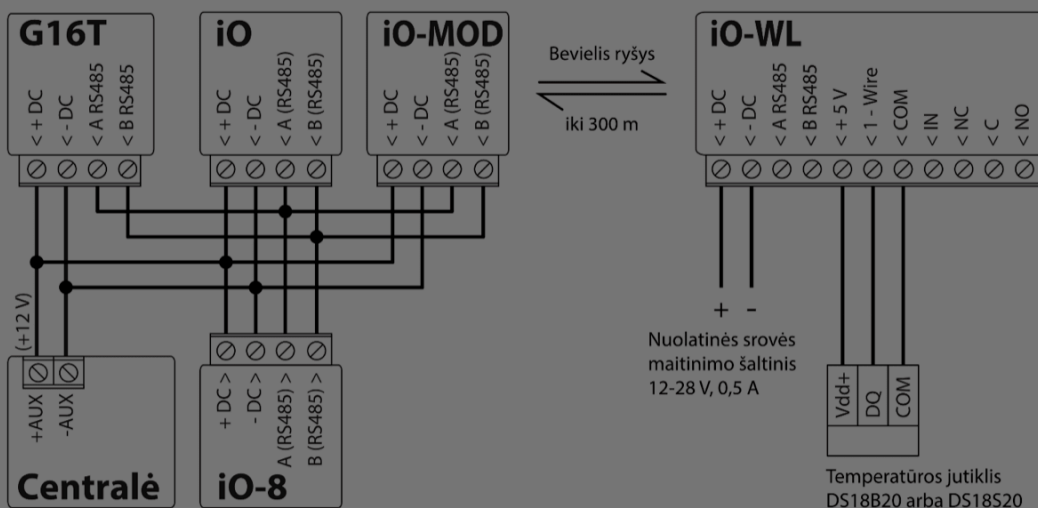 G16T
< + DC
< - DC
< A RS485
< B RS485
iO
< + DC
< - DC
< A (RS485)
< B (RS485)
iO-MOD
< + DC
< - DC
< A (RS485)
< B (RS485)
Bevielis ryšys
iki 300 m
iO-WL
< + DC
< - DC
< A RS485
< B RS485
< + 5 V
< 1 - Wire
< COM
< IN
< NC
< C
< NO
(+12 V)
+AUX
-AUX
Centralė
+ DC >
- DC >
A (RS485) >
B (RS485) >
iO-8
+ -
Nuolatinės srovės
maitinimo šaltinis
12-28 V, 0,5 A
Vdd+
DQ
COM
Temperatūros jutiklis
DS18B20 arba DS18S20